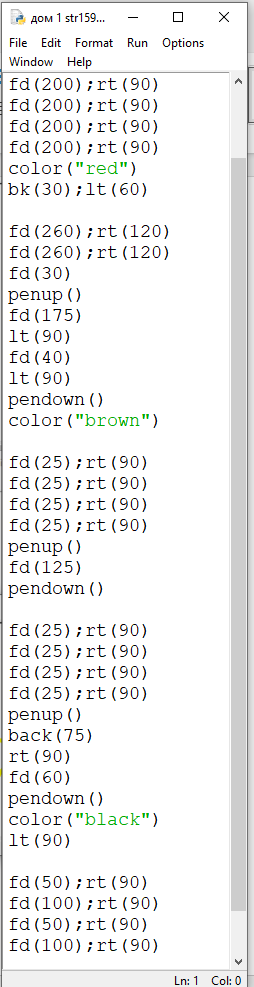 дом 1 str159...
File Edit Format Run Options
Window Help
fd(200);rt(90)
fd(200);rt(90)
fd(200);rt(90)
fd(200);rt(90)
color("red")
bk(30);lt(60)
fd(260);rt(120)
fd(260);rt(120)
fd(30)
penup()
fd(175)
lt(90)
fd(40)
lt(90)
pendown()
color("brown")
fd(25);rt(90)
fd(25);rt(90)
fd(25);rt(90)
fd(25);rt(90)
penup()
fd(125)
pendown()
fd(25);rt(90)
fd(25);rt(90)
fd(25);rt(90)
fd(25);rt(90)
penup()
back(75)
rt(90)
fd(60)
pendown()
color("black")
lt(90)
fd(50);rt(90)
fd(100);rt(90)
fd(50);rt(90)
fd(100);rt(90)
Ln: 1 Col: 0